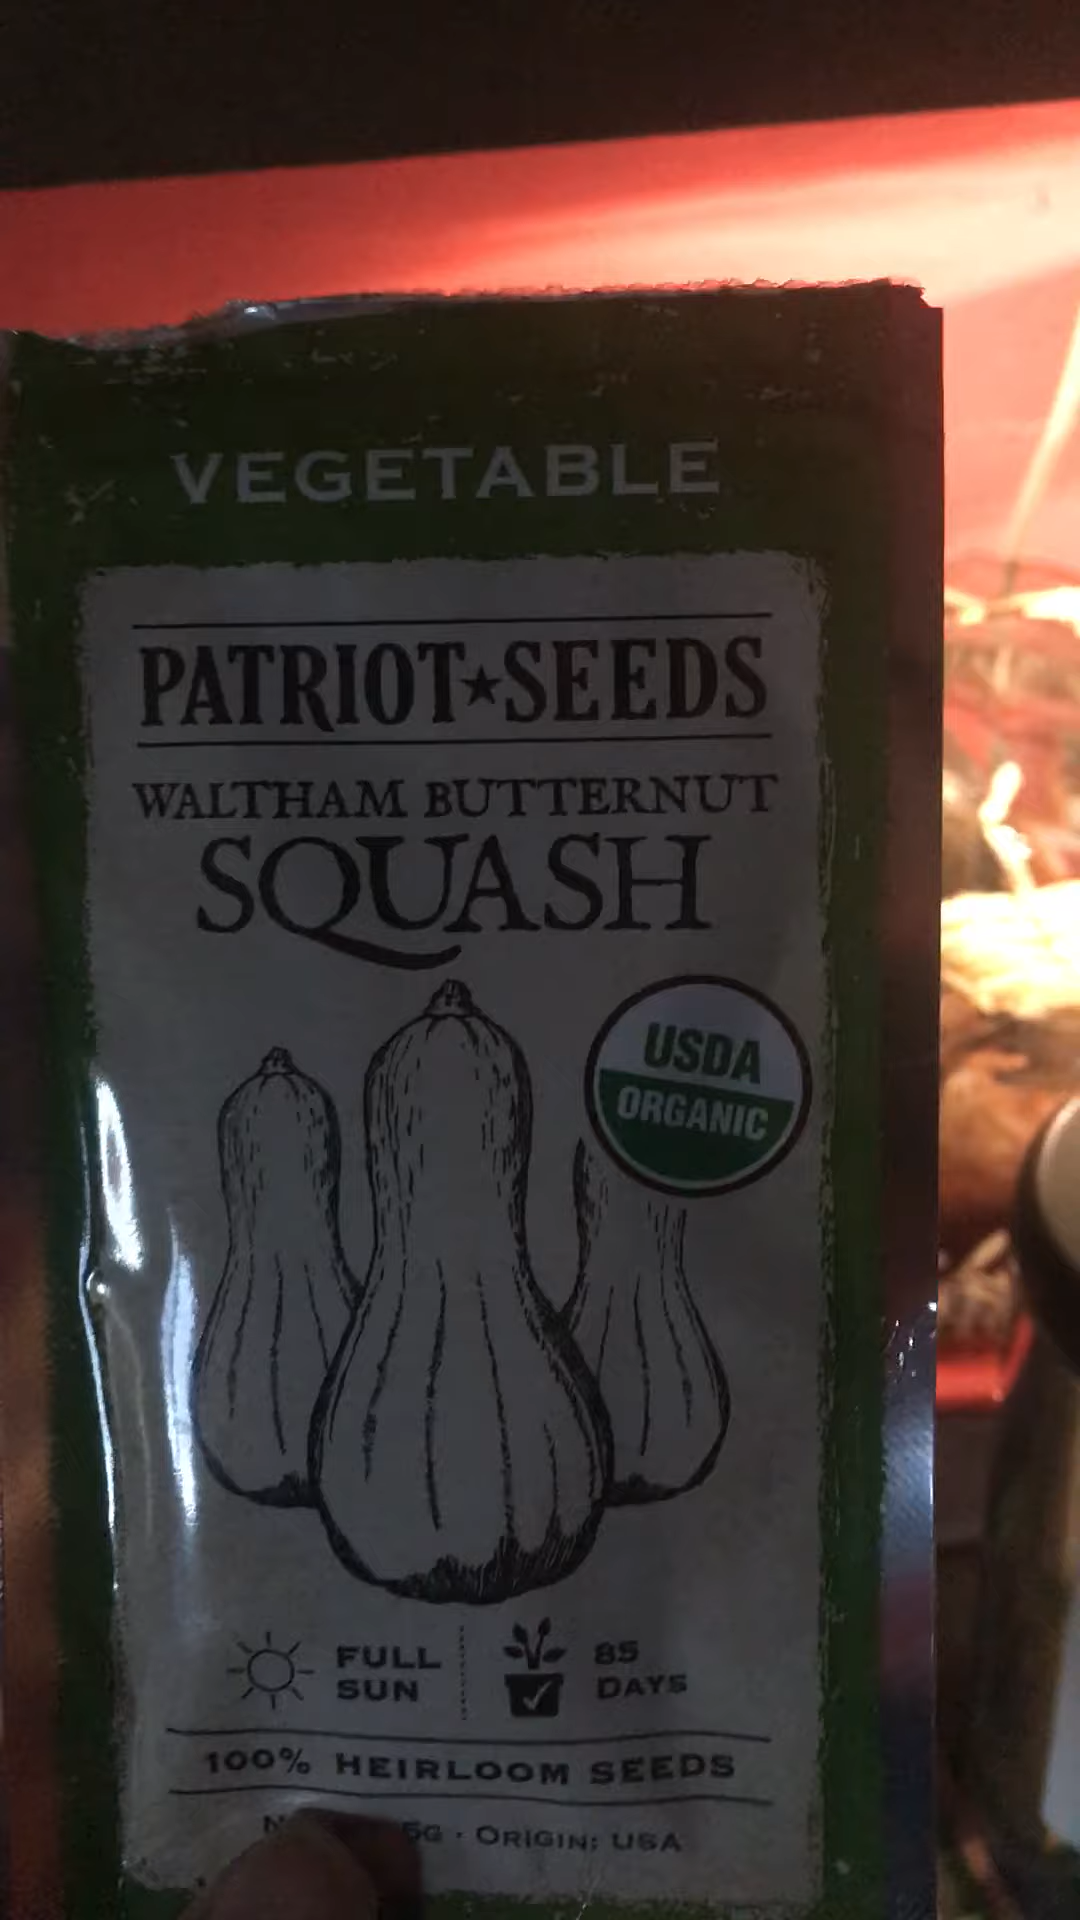 VEGETABLE
PATRIOT★SEEDS
WALTHAM BUTTERNUT
SQUASH
USDA
ORGANIC
FULL
SUN
85
DAYS
100% HEIRLOOM SEEDS
5G · ORIGIN: USA